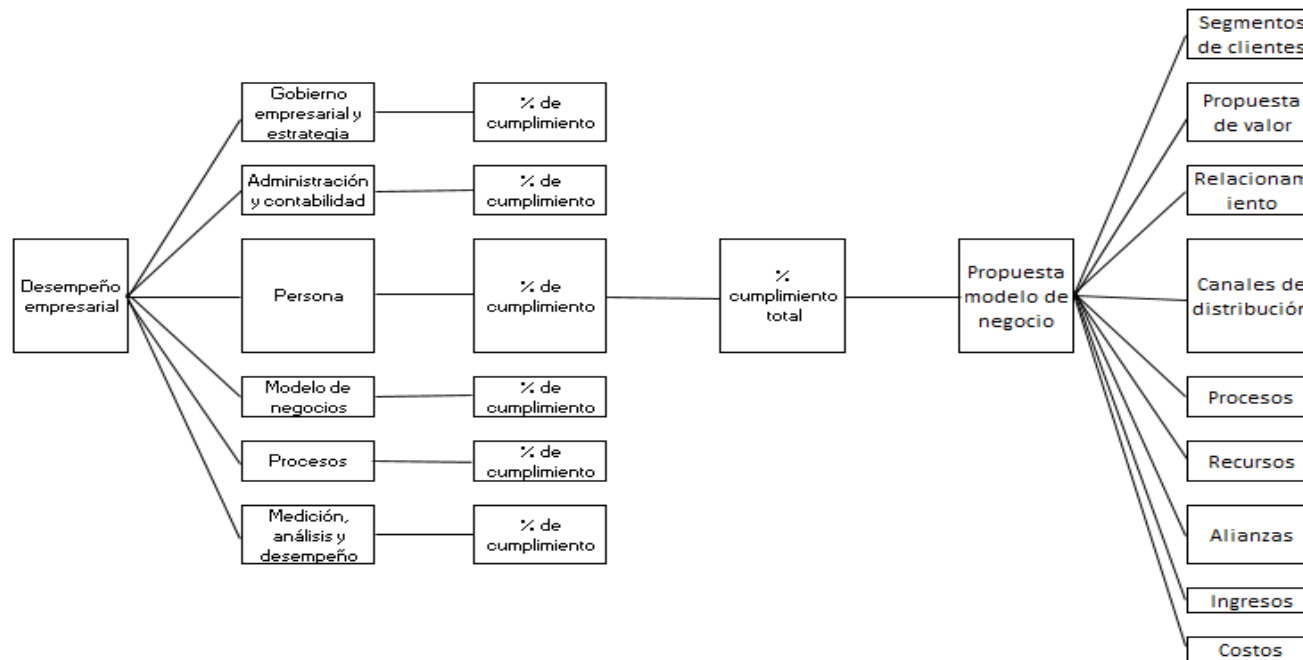 Desempeño
empresarial
Gobierno
empresarial y
estrategia
Administración
y contabilidad
Persona
Modelo de
negocios
Procesos
Medición,
análisis y
desempeño
% de
cumplimiento
% de
cumplimiento
% de
cumplimiento
% de
cumplimiento
% de
cumplimiento
% de
cumplimiento
%
cumplimiento
total
Propuesta
modelo de
negocio
Segmentos
de clientes
Propuesta
de valor
Relacionam
iento
Canales de
distribución
Procesos
Recursos
Alianzas
Ingresos
Costos